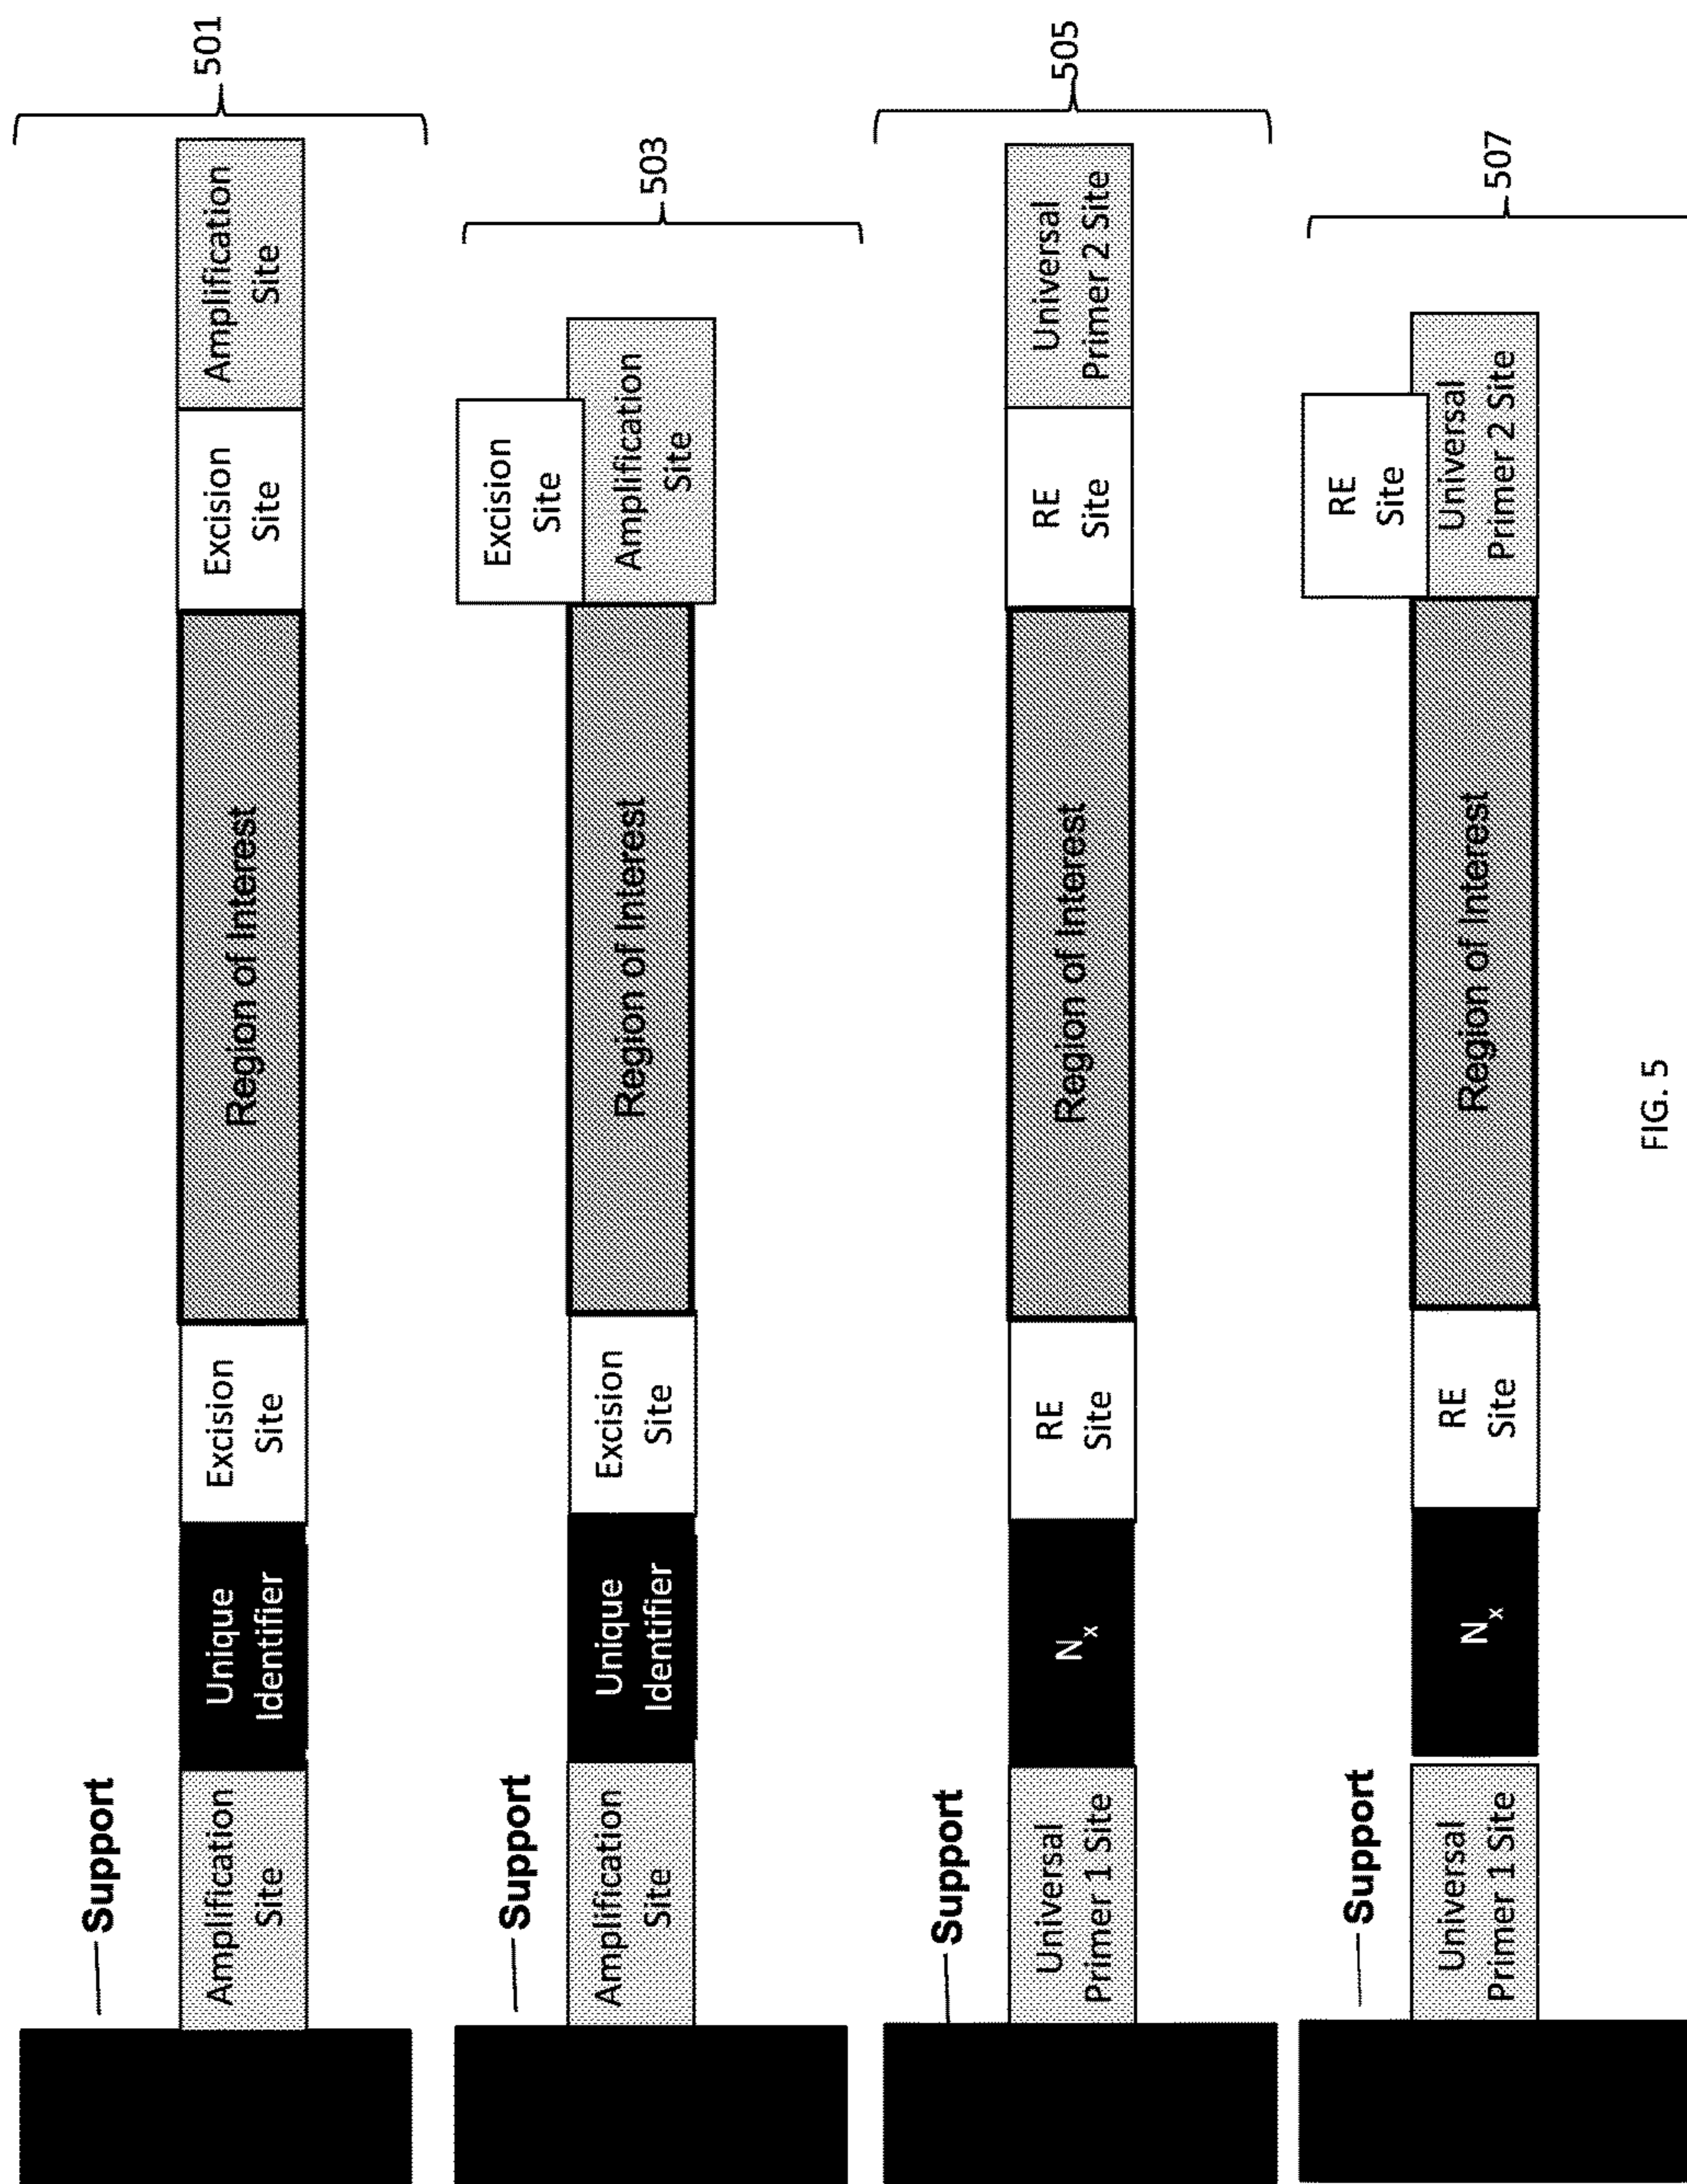 Support
Amplification
Site
Unique
Identifier
Excision
Site
Region of Interest
Excision
Site
Amplification
Site
501
Support
Amplification
Site
Unique
Identifier
Excision
Site
Region of Interest
Excision
Site
Amplification
Site
503
Support
Universal
Primer 1 Site
Nₓ
RE
Site
Region of Interest
RE
Site
Universal
Primer 2 Site
505
Support
Universal
Primer 1 Site
Nₓ
RE
Site
Region of Interest
RE
Site
Universal
Primer 2 Site
507
FIG. 5